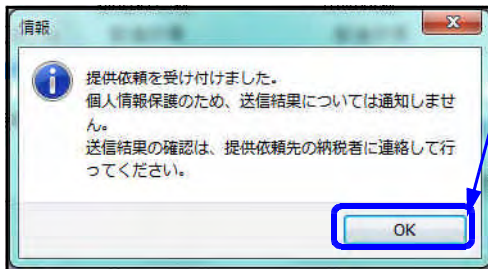 情報
提供依頼を受け付けました。
個人情報保護のため、送信結果については通知しませ
ん。
送信結果の確認は、提供依頼先の納税者に連絡して行
ってください。
OK